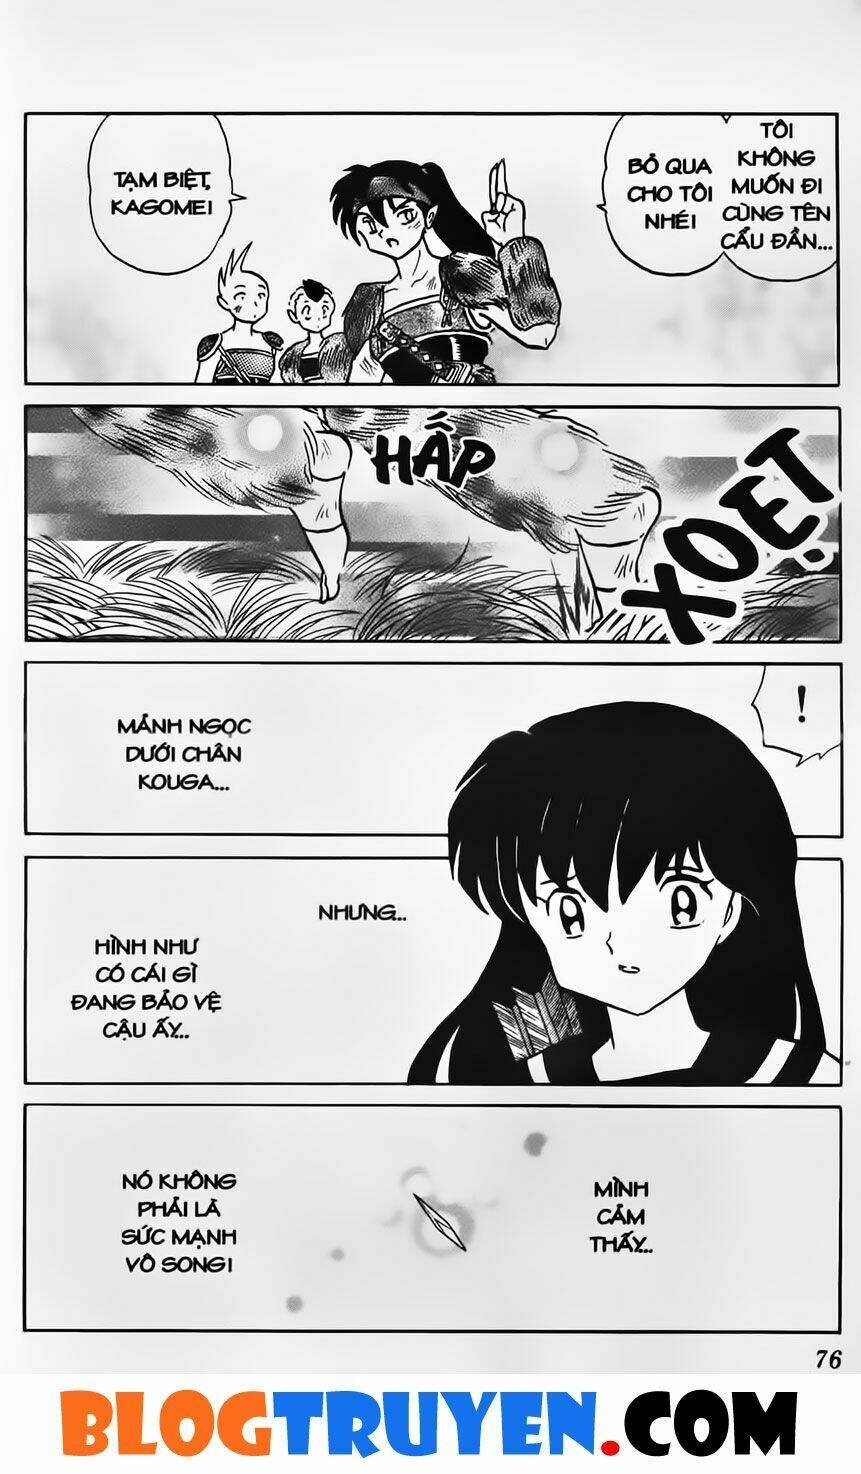 TÔI
KHÔNG
MUỐN ĐI
CÙNG TÊN
CẨU ĐẦN...
BỎ QUA
CHO TÔI
NHÉ!
TẠM BIỆT,
KAGOME!
HẤP
XOẸT
!
MẢNH NGỌC
DƯỚI CHÂN
KOUGA...
NHƯNG...
HÌNH NHƯ
CÓ CÁI GÌ
ĐANG BẢO VỆ
CẬU ẤY...
MÌNH
CẢM
THẤY...
NÓ KHÔNG
PHẢI LÀ
SỨC MẠNH
VÔ SONG!
76
BLOGTRUYEN.COM